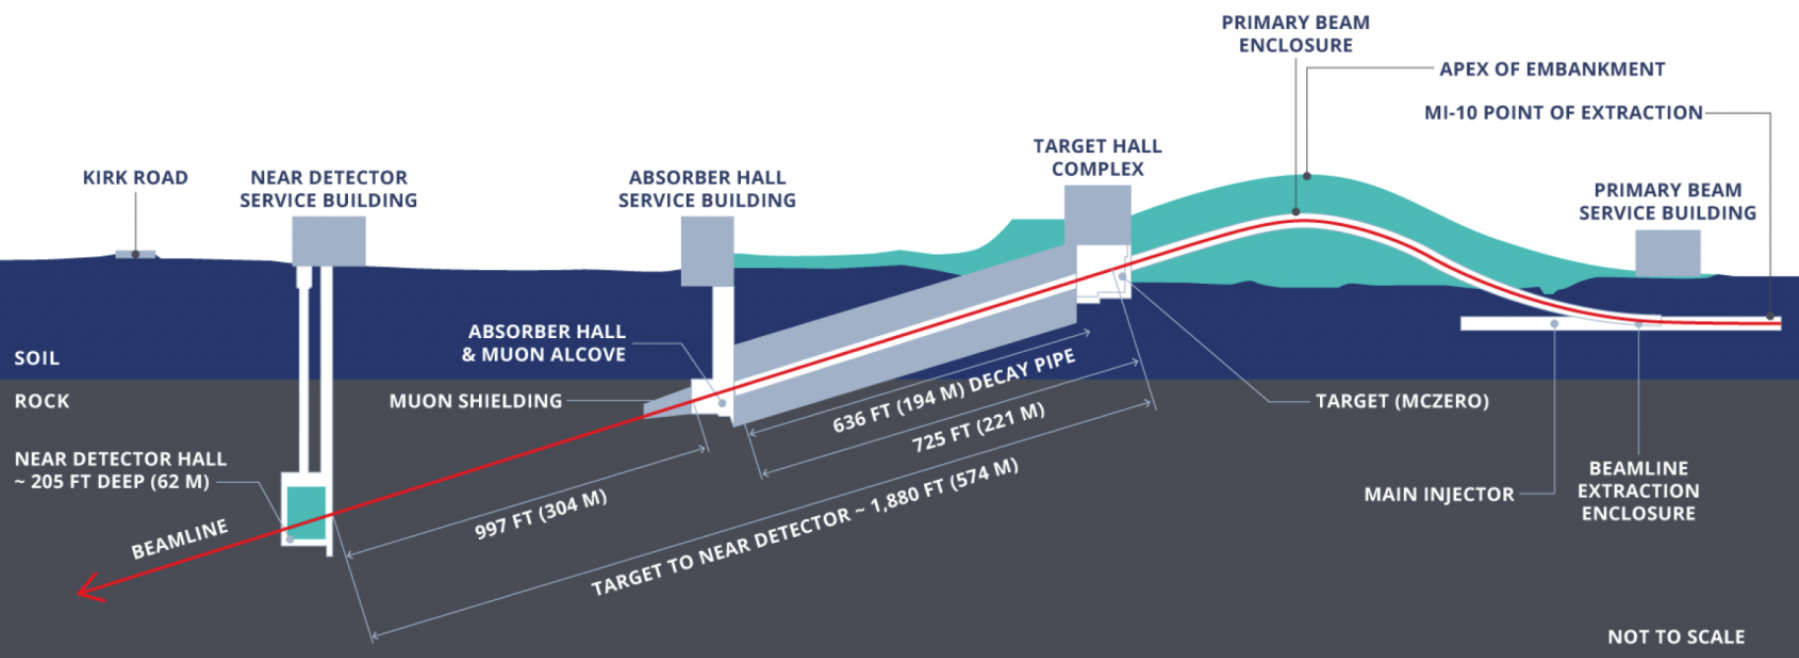 PRIMARY BEAM
ENCLOSURE
APEX OF EMBANKMENT
MI-10 POINT OF EXTRACTION
TARGET HALL
COMPLEX
KIRK ROAD
NEAR DETECTOR
SERVICE BUILDING
ABSORBER HALL
SERVICE BUILDING
PRIMARY BEAM
SERVICE BUILDING
ABSORBER HALL
& MUON ALCOVE
SOIL
ROCK
MUON SHIELDING
636 FT (194 M) DECAY PIPE
725 FT (221 M)
TARGET (MCZERO)
NEAR DETECTOR HALL
~ 205 FT DEEP (62 M)
997 FT (304 M)
TARGET TO NEAR DETECTOR ~ 1,880 FT (574 M)
MAIN INJECTOR
BEAMLINE
EXTRACTION
ENCLOSURE
BEAMLINE
NOT TO SCALE